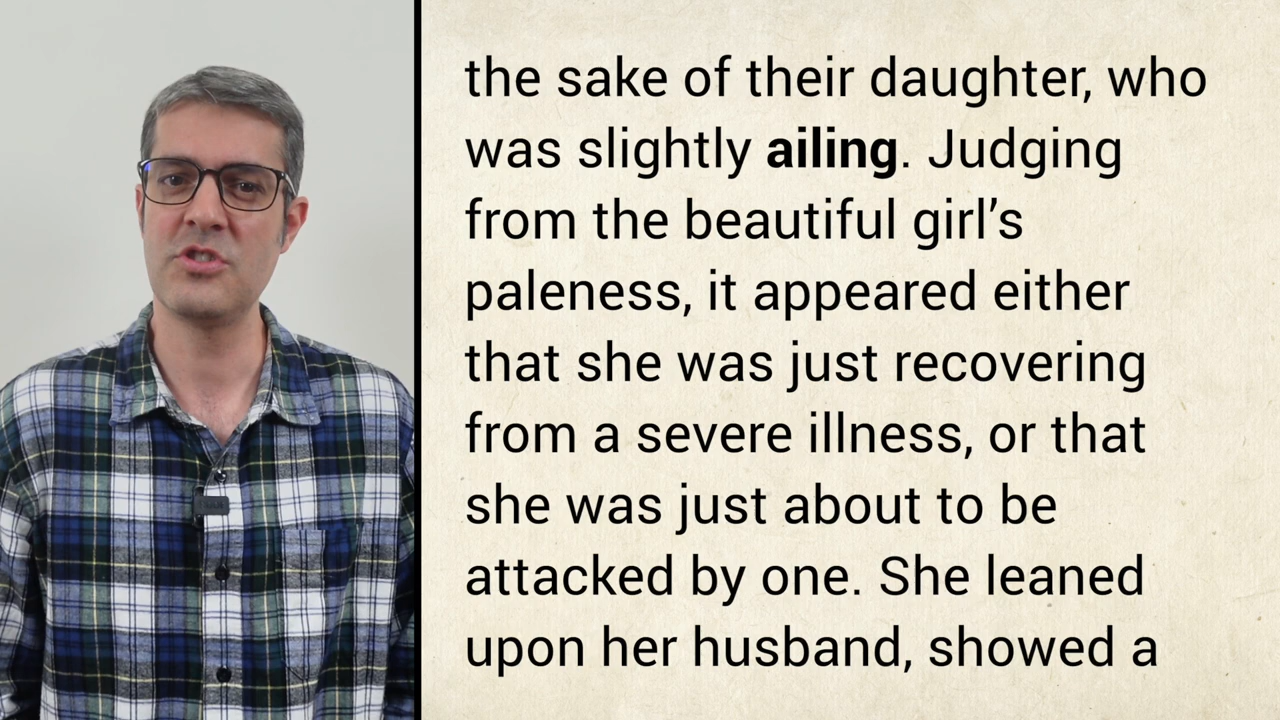 the sake of their daughter, who
was slightly ailing. Judging
from the beautiful girl’s
paleness, it appeared either
that she was just recovering
from a severe illness, or that
she was just about to be
attacked by one. She leaned
upon her husband, showed a